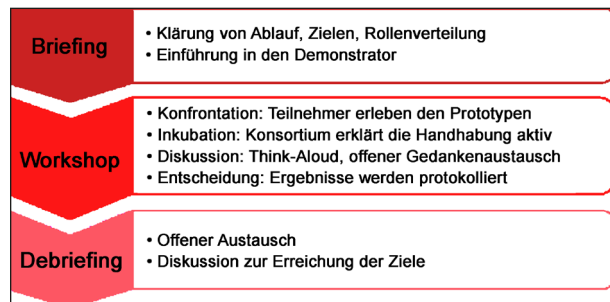 Briefing
• Klärung von Ablauf, Zielen, Rollenverteilung
• Einführung in den Demonstrator
Workshop
• Konfrontation: Teilnehmer erleben den Prototypen
• Inkubation: Konsortium erklärt die Handhabung aktiv
• Diskussion: Think-Aloud, offener Gedankenaustausch
• Entscheidung: Ergebnisse werden protokolliert
Debriefing
• Offener Austausch
• Diskussion zur Erreichung der Ziele